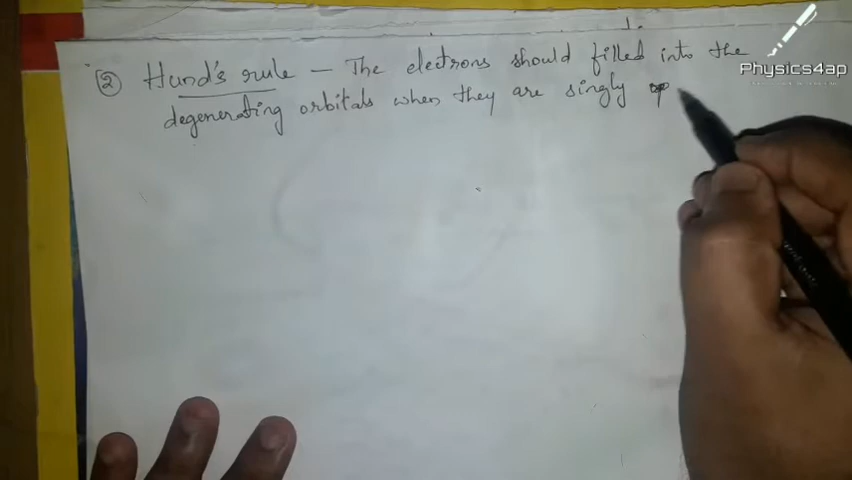 Physics4ap
② Hund's rule – The electrons should filled into the
degenerating orbitals when they are singly